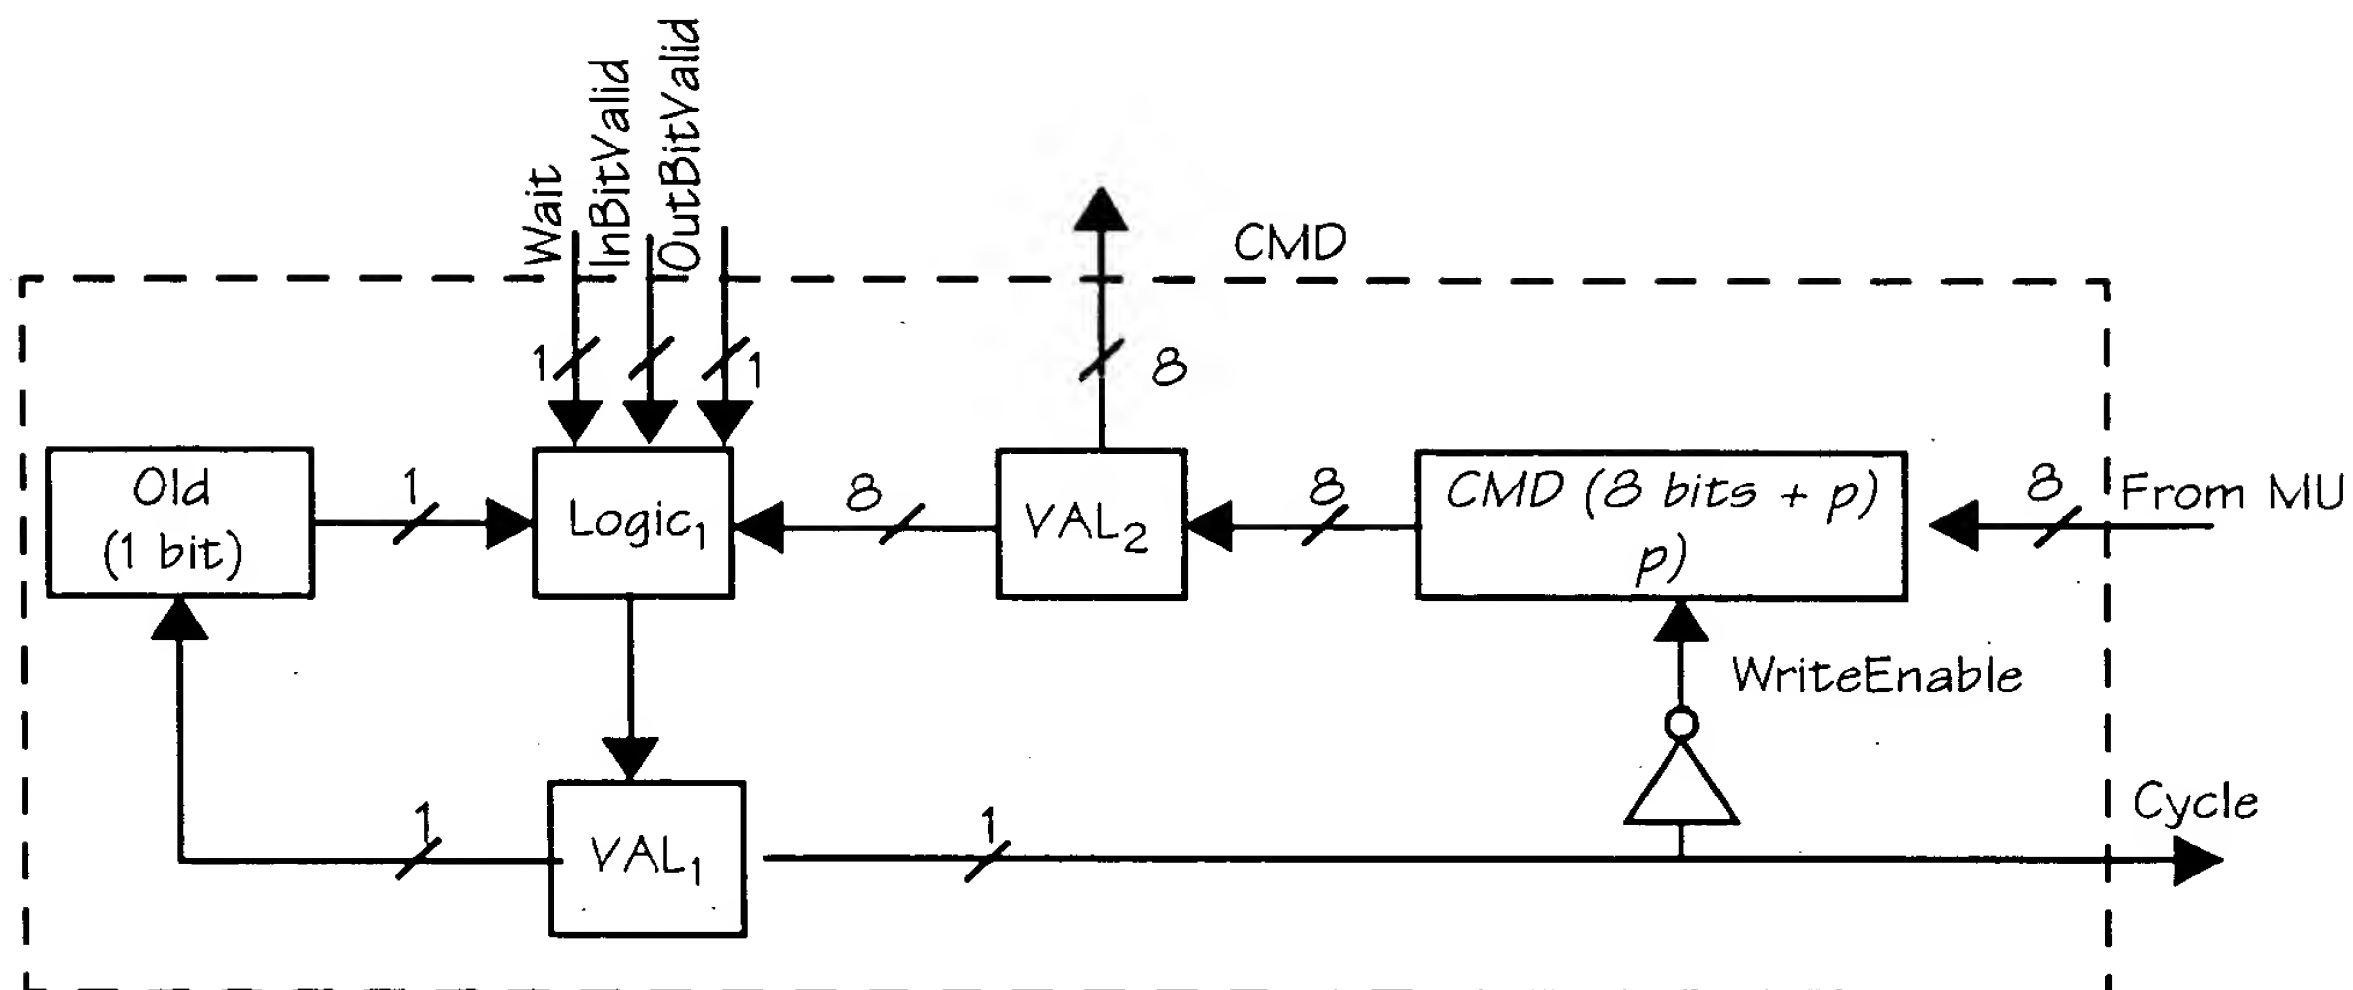 Wait
InBitValid
OutBitValid
CMD
1
1
8
Old
(1 bit)
1
Logic1
8
VAL2
8
CMD (8 bits + p)
p)
8
From MU
WriteEnable
1
VAL1
1
Cycle